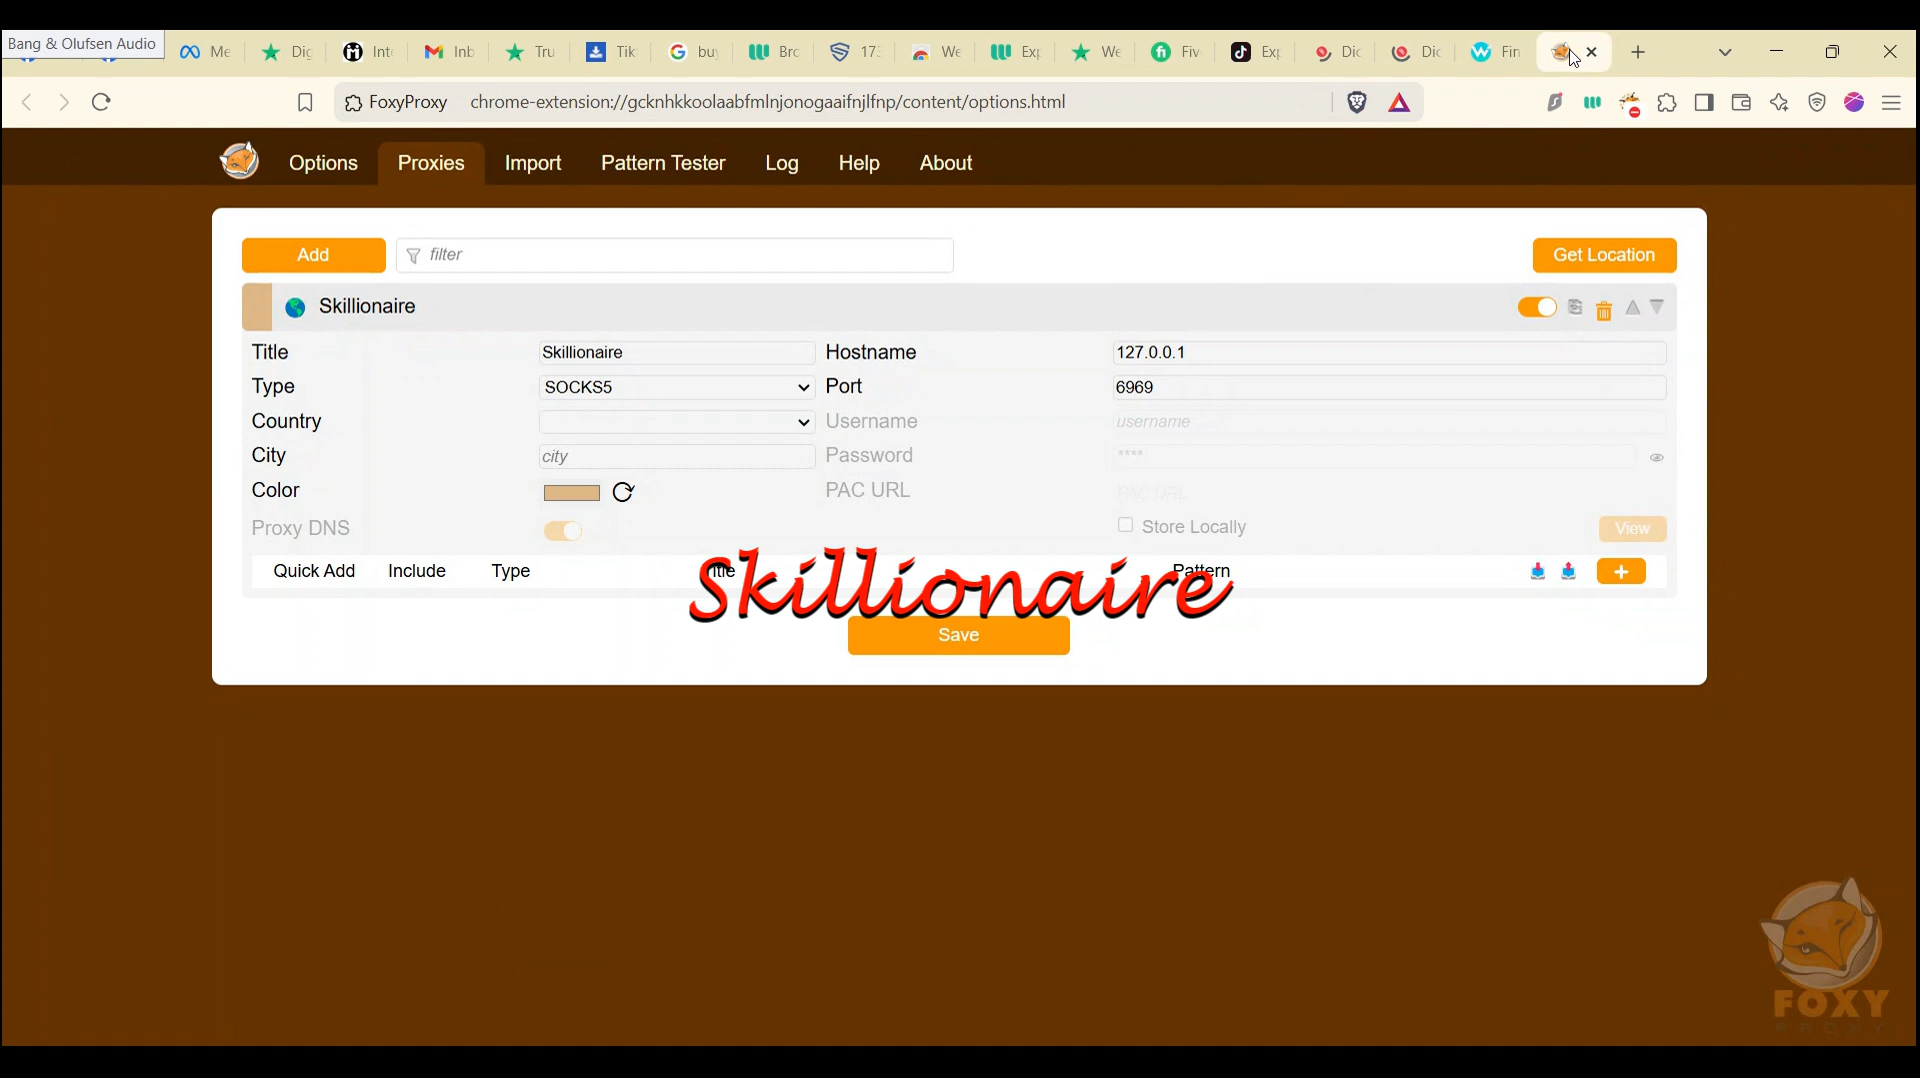 Bang & Olufsen Audio
Me Dig Int Inb Tru Tik buy Bro 173 We Exp We Fiv Exp Dic Dic Fin
FoxyProxy chrome-extension://gcknhkkoolaabfmlnjonogaaifnjlfnp/content/options.html
Options Proxies Import Pattern Tester Log Help About
Add filter Get Location
Skillionaire
Title Skillionaire Hostname 127.0.0.1
Type SOCKS5 Port 6969
Country Username username
City city Password ****
Color PAC URL PAC URL
Proxy DNS Store Locally View
Quick Add Include Type Title Pattern +
Skillionaire
Save
FOXY
PROXY